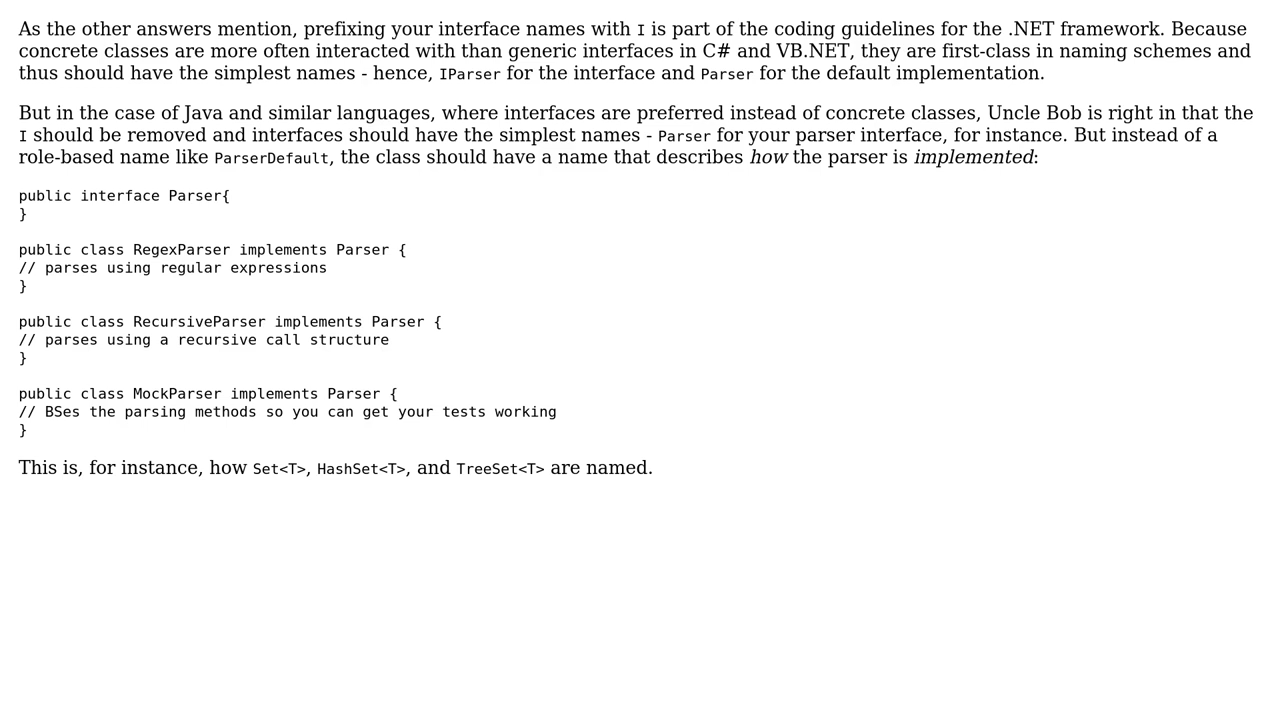 As the other answers mention, prefixing your interface names with I is part of the coding guidelines for the .NET framework. Because
concrete classes are more often interacted with than generic interfaces in C# and VB.NET, they are first-class in naming schemes and
thus should have the simplest names - hence, IParser for the interface and Parser for the default implementation.
But in the case of Java and similar languages, where interfaces are preferred instead of concrete classes, Uncle Bob is right in that the
I should be removed and interfaces should have the simplest names - Parser for your parser interface, for instance. But instead of a
role-based name like ParserDefault, the class should have a name that describes how the parser is implemented:
public interface Parser{
}
public class RegexParser implements Parser {
// parses using regular expressions
}
public class RecursiveParser implements Parser {
// parses using a recursive call structure
}
public class MockParser implements Parser {
// BSes the parsing methods so you can get your tests working
}
This is, for instance, how Set<T>, HashSet<T>, and TreeSet<T> are named.